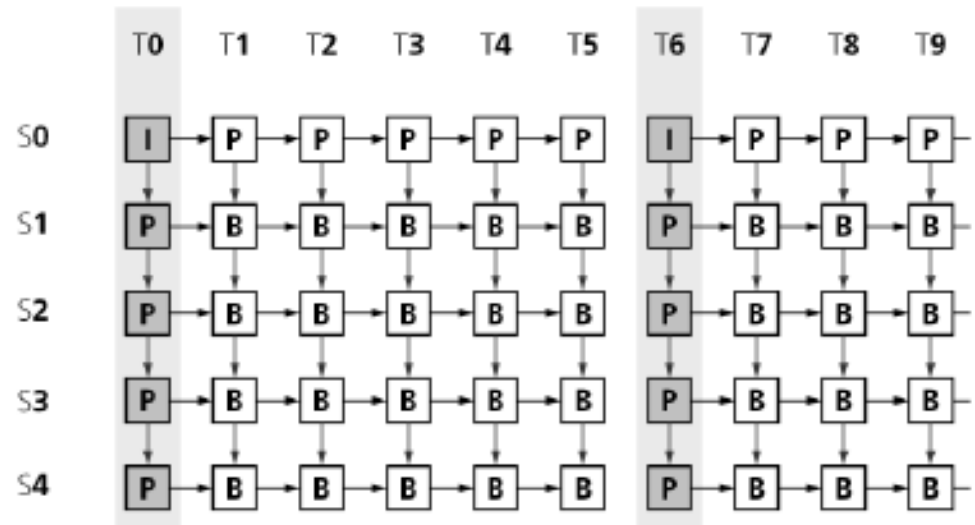 T0 T1 T2 T3 T4 T5 T6 T7 T8 T9
S0 I P P P P P I P P P
S1 P B B B B B P B B B
S2 P B B B B B P B B B
S3 P B B B B B P B B B
S4 P B B B B B P B B B